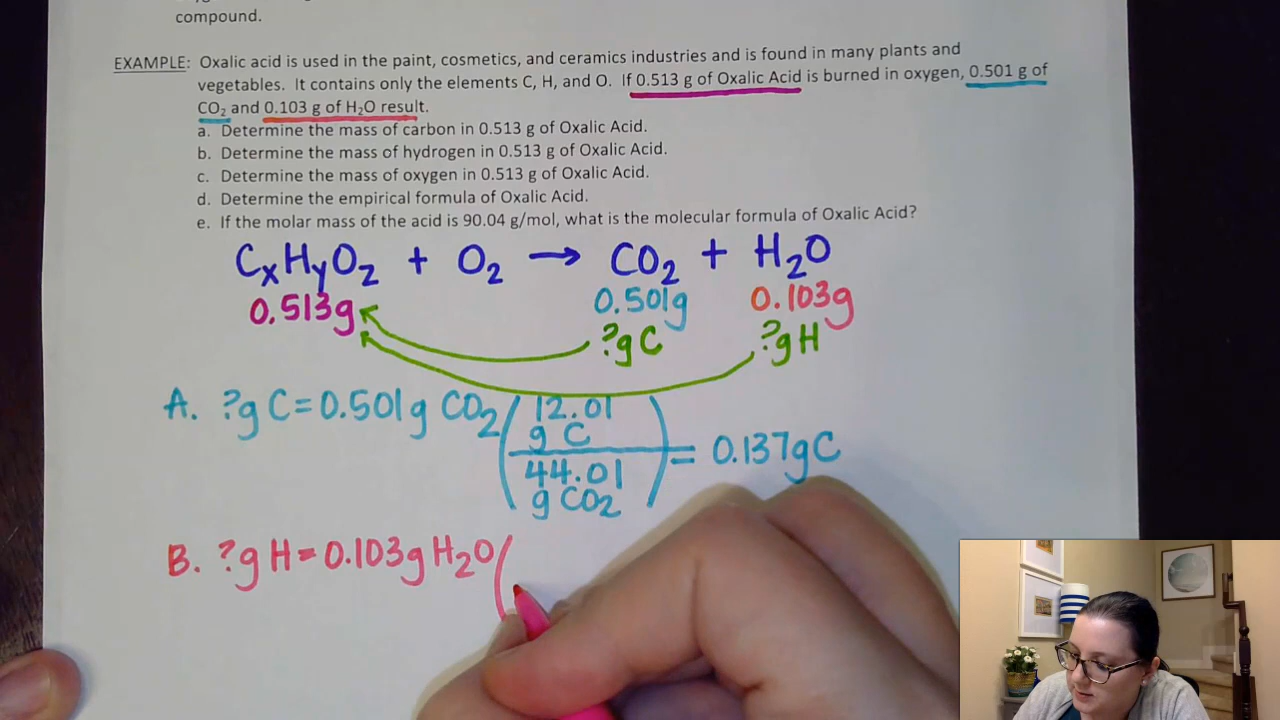 compound.
EXAMPLE: Oxalic acid is used in the paint, cosmetics, and ceramics industries and is found in many plants and
vegetables. It contains only the elements C, H, and O. If 0.513 g of Oxalic Acid is burned in oxygen, 0.501 g of
CO₂ and 0.103 g of H₂O result.
a. Determine the mass of carbon in 0.513 g of Oxalic Acid.
b. Determine the mass of hydrogen in 0.513 g of Oxalic Acid.
c. Determine the mass of oxygen in 0.513 g of Oxalic Acid.
d. Determine the empirical formula of Oxalic Acid.
e. If the molar mass of the acid is 90.04 g/mol, what is the molecular formula of Oxalic Acid?
CxHyOz + O₂ → CO₂ + H₂O
0.513g 0.501g 0.103g
?gC ?gH
A. ?g C = 0.501g CO₂ ( 12.01
g C
44.01
g CO₂ ) = 0.137gC
B. ?g H = 0.103g H₂O (